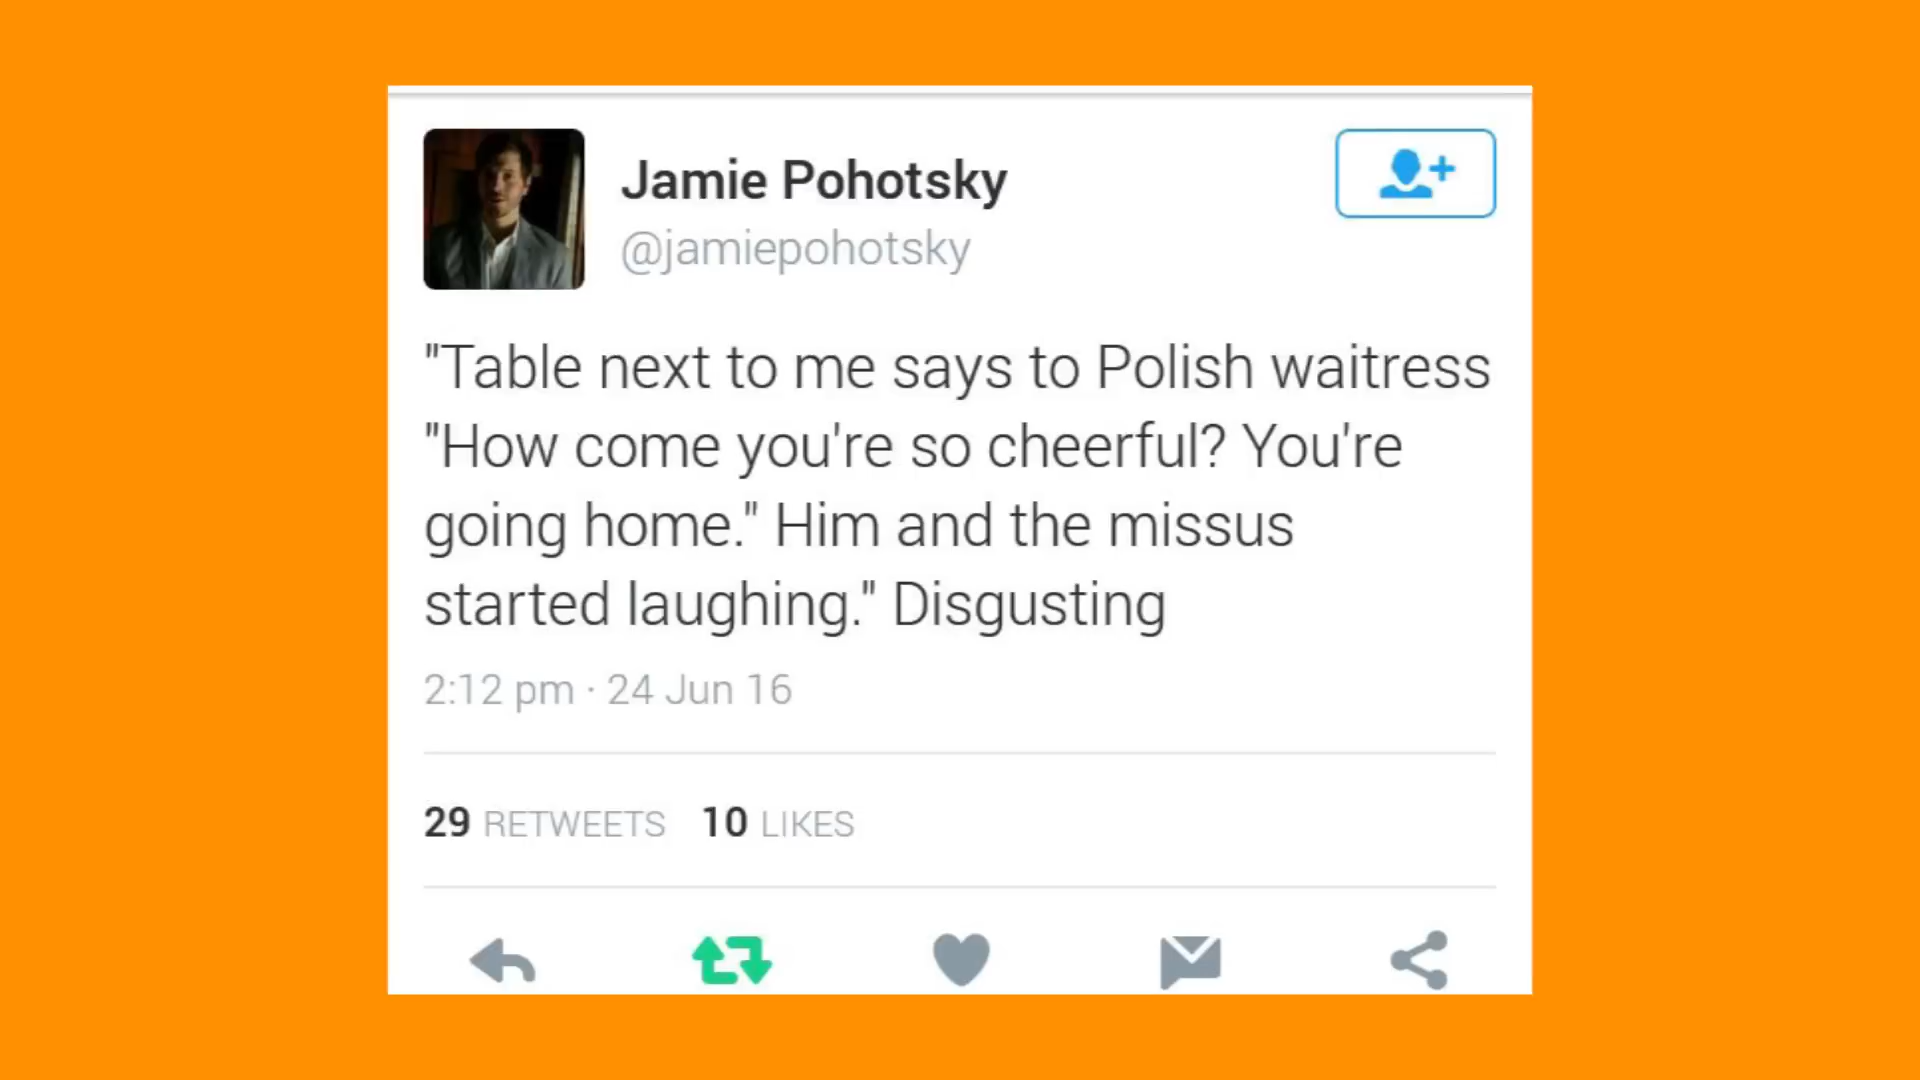 Jamie Pohotsky
@jamiepohotsky
"Table next to me says to Polish waitress
"How come you're so cheerful? You're
going home." Him and the missus
started laughing." Disgusting
2:12 pm · 24 Jun 16
29 RETWEETS 10 LIKES